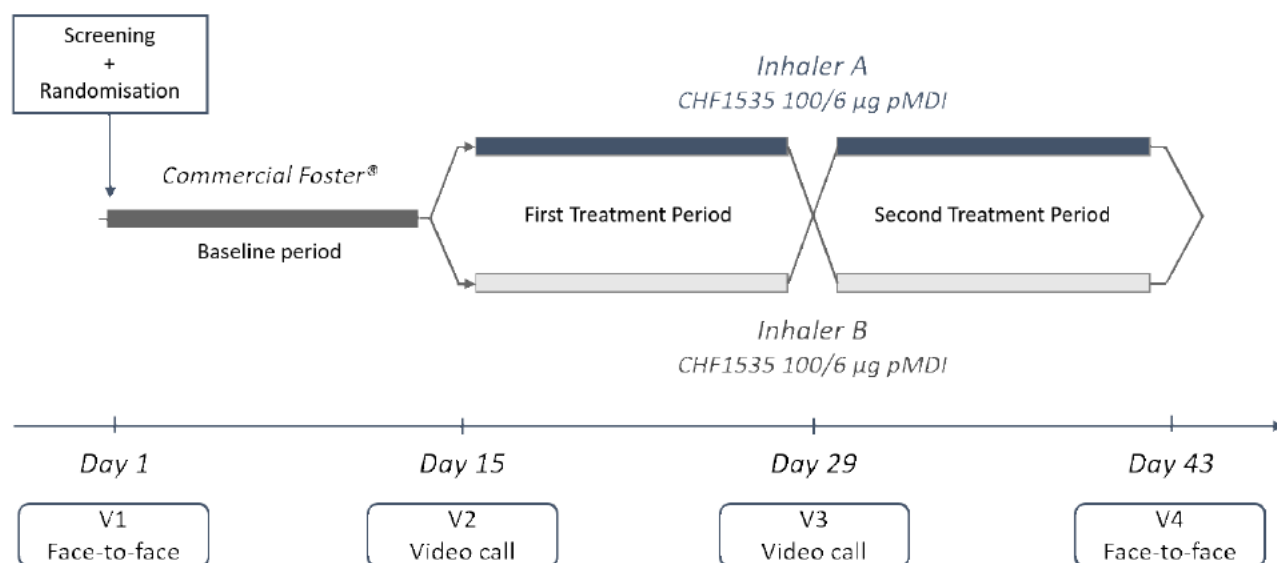 Screening
+
Randomisation
Inhaler A
CHF1535 100/6 µg pMDI
Commercial Foster®
Baseline period
First Treatment Period
Second Treatment Period
Inhaler B
CHF1535 100/6 µg pMDI
Day 1
Day 15
Day 29
Day 43
V1
Face-to-face
V2
Video call
V3
Video call
V4
Face-to-face